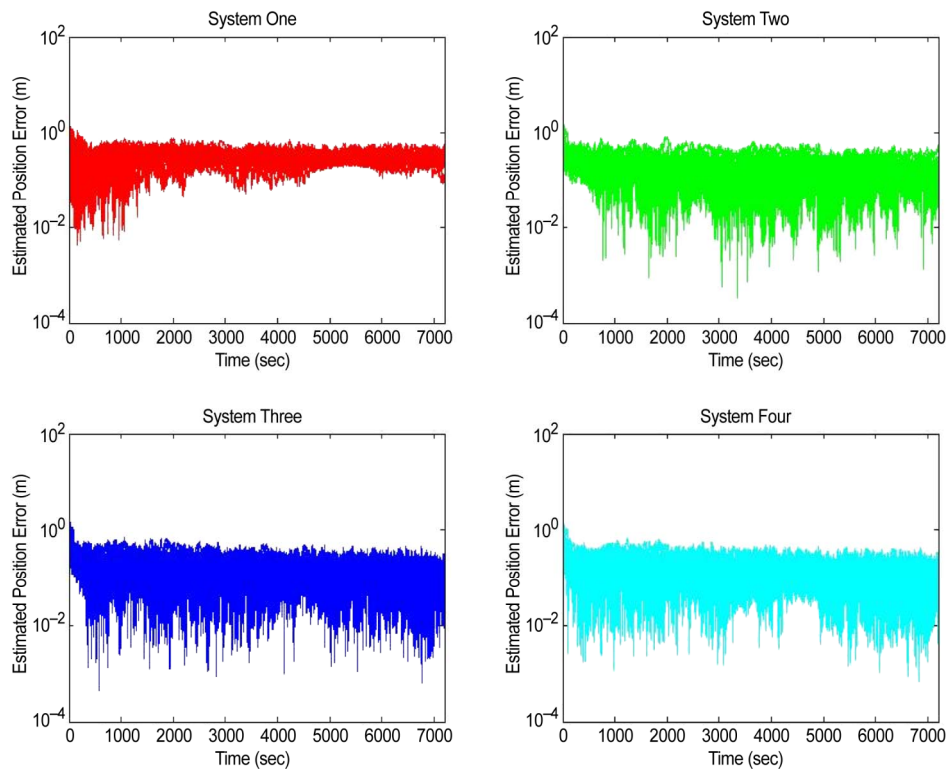 System One
Estimated Position Error (m)
10^2
10^0
10^−2
10^−4
0 1000 2000 3000 4000 5000 6000 7000
Time (sec)
System Two
Estimated Position Error (m)
10^2
10^0
10^−2
10^−4
0 1000 2000 3000 4000 5000 6000 7000
Time (sec)
System Three
Estimated Position Error (m)
10^2
10^0
10^−2
10^−4
0 1000 2000 3000 4000 5000 6000 7000
Time (sec)
System Four
Estimated Position Error (m)
10^2
10^0
10^−2
10^−4
0 1000 2000 3000 4000 5000 6000 7000
Time (sec)